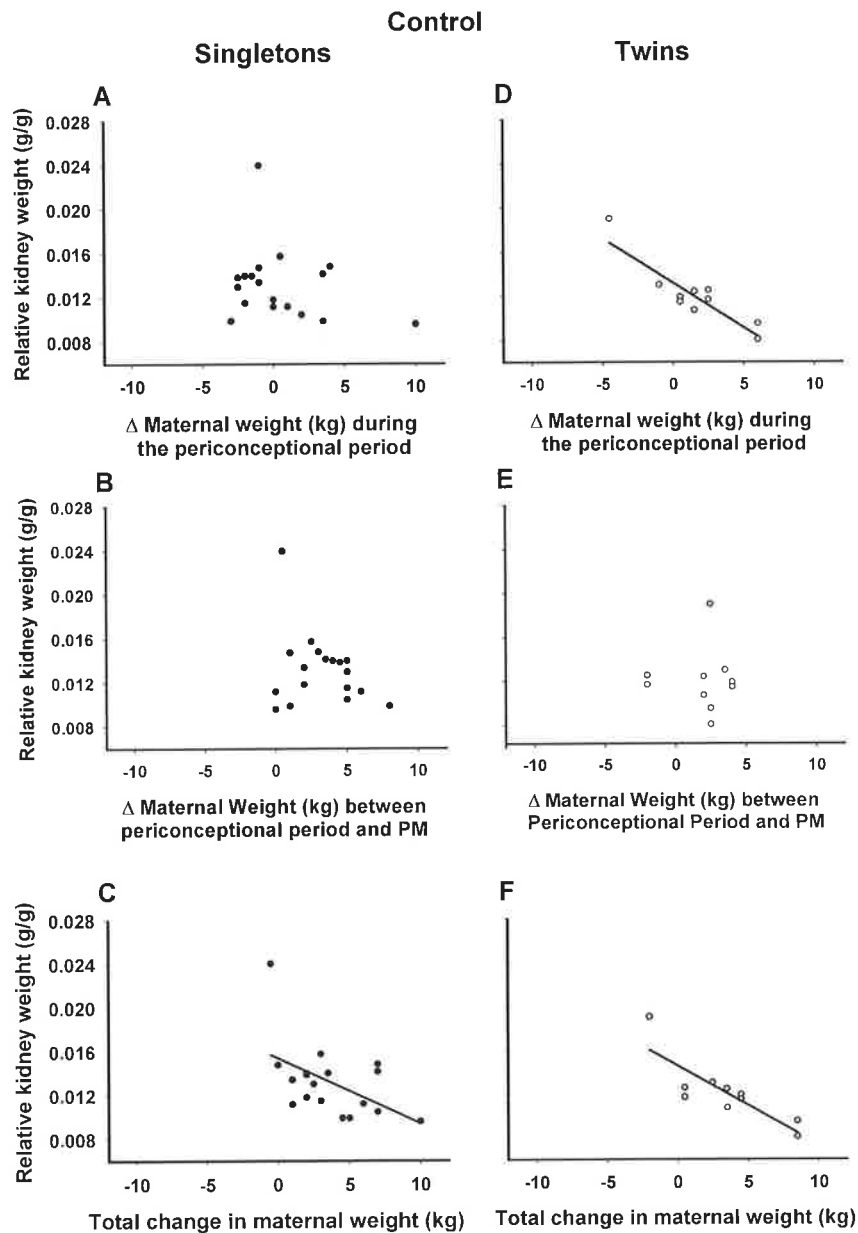 Control
Singletons
Twins
A
Relative kidney weight (g/g)
0.028
0.024
0.020
0.016
0.012
0.008
-10 -5 0 5 10
Δ Maternal weight (kg) during
the periconceptional period
D
-10 -5 0 5 10
Δ Maternal weight (kg) during
the periconceptional period
B
Relative kidney weight (g/g)
0.028
0.024
0.020
0.016
0.012
0.008
-10 -5 0 5 10
Δ Maternal Weight (kg) between
periconceptional period and PM
E
-10 -5 0 5 10
Δ Maternal Weight (kg) between
Periconceptional Period and PM
C
Relative kidney weight (g/g)
0.028
0.024
0.020
0.016
0.012
0.008
-10 -5 0 5 10
Total change in maternal weight (kg)
F
-10 -5 0 5 10
Total change in maternal weight (kg)